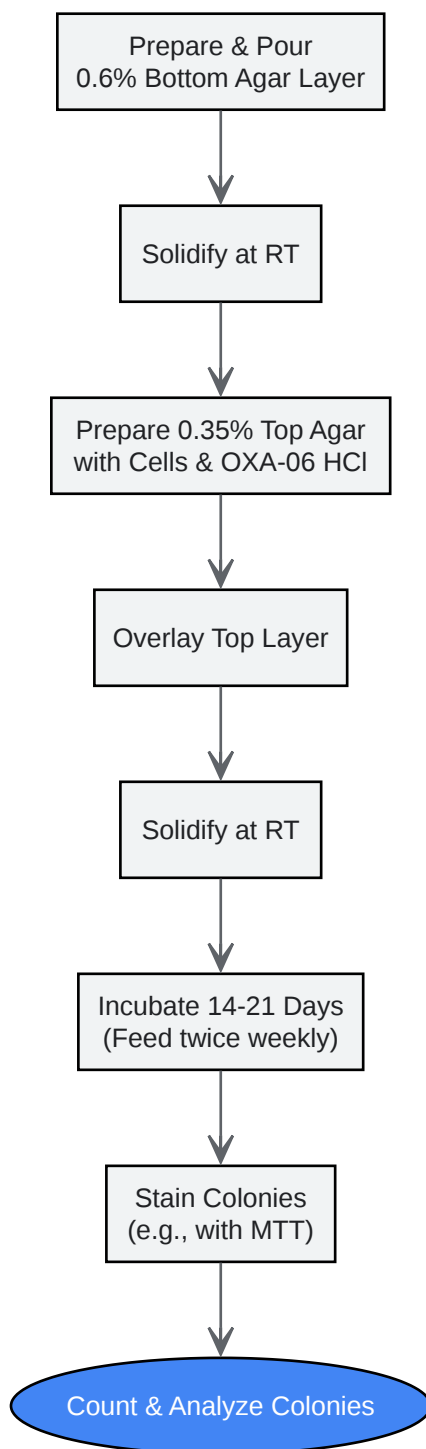 Prepare & Pour
0.6% Bottom Agar Layer
Solidify at RT
Prepare 0.35% Top Agar
with Cells & OXA-06 HCl
Overlay Top Layer
Solidify at RT
Incubate 14-21 Days
(Feed twice weekly)
Stain Colonies
(e.g., with MTT)
Count & Analyze Colonies